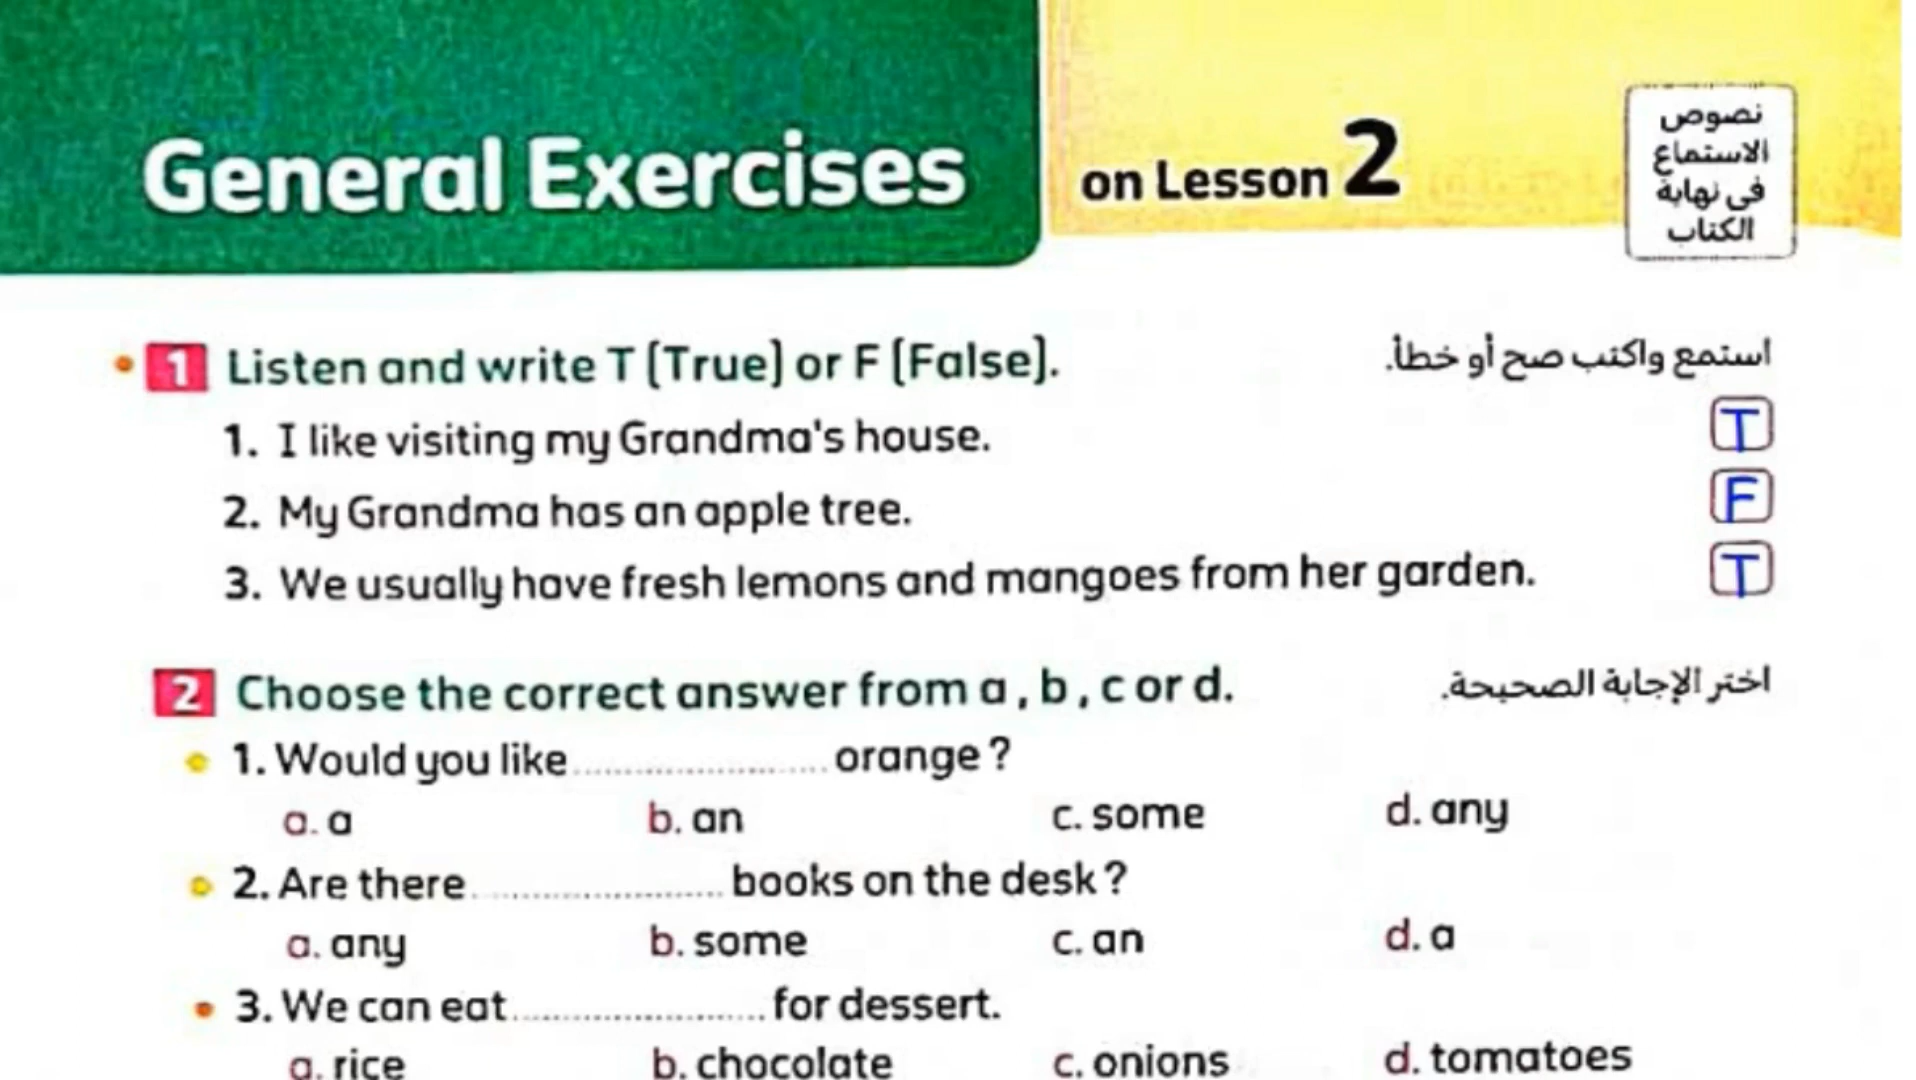 General Exercises on Lesson 2
نصوص
الاستماع
فى نهاية
الكتاب
1 Listen and write T (True) or F (False). استمع واكتب صح أو خطأ.
1. I like visiting my Grandma's house. T
2. My Grandma has an apple tree. F
3. We usually have fresh lemons and mangoes from her garden. T
2 Choose the correct answer from a , b , c or d. اختر الإجابة الصحيحة.
1. Would you like .................... orange ?
a. a b. an c. some d. any
2. Are there .................... books on the desk ?
a. any b. some c. an d. a
3. We can eat .................... for dessert.
a. rice b. chocolate c. onions d. tomatoes